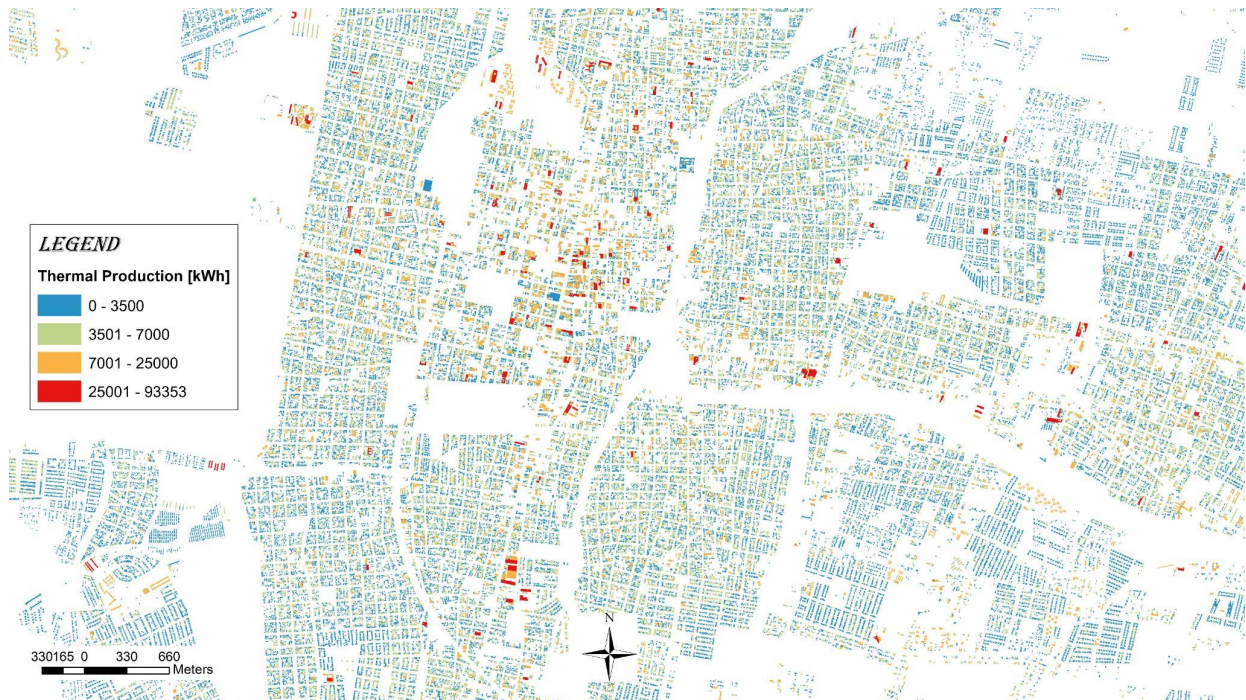 LEGEND
Thermal Production [kWh]
0 - 3500
3501 - 7000
7001 - 25000
25001 - 93353
N
330165 0 330 660
Meters